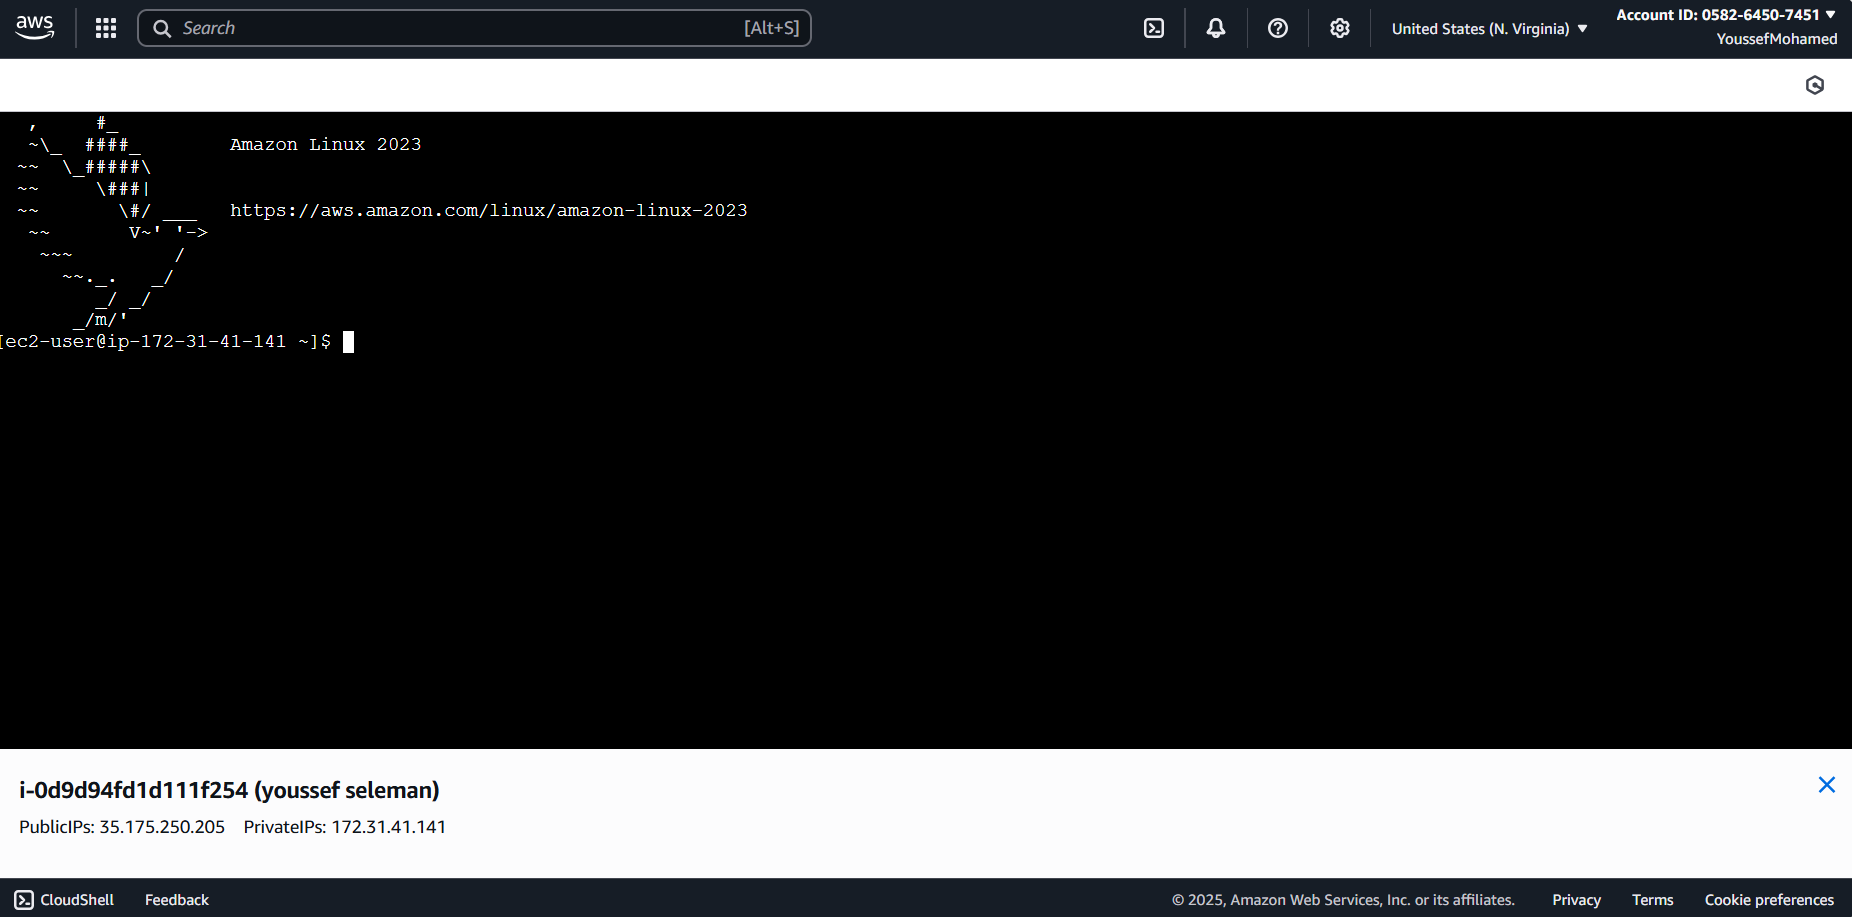 aws
Search [Alt+S]
United States (N. Virginia) ▼
Account ID: 0582-6450-7451 ▼
YoussefMohamed
   ,     #_
   ~\_  ####_        Amazon Linux 2023
  ~~  \_#####\
  ~~     \###|
  ~~       \#/ ___   https://aws.amazon.com/linux/amazon-linux-2023
   ~~       V~' '->
    ~~~         /
      ~~._.   _/
         _/ _/
       _/m/'
[ec2-user@ip-172-31-41-141 ~]$
i-0d9d94fd1d111f254 (youssef seleman)
PublicIPs: 35.175.250.205 PrivateIPs: 172.31.41.141
CloudShell Feedback © 2025, Amazon Web Services, Inc. or its affiliates. Privacy Terms Cookie preferences